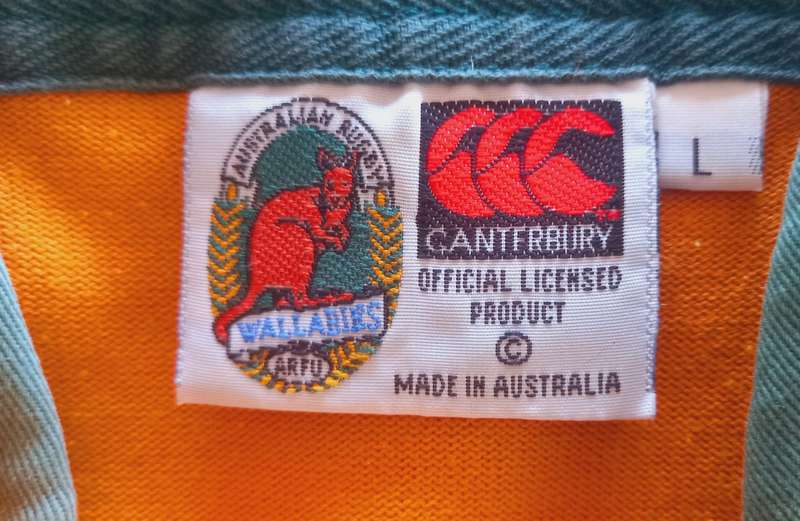 AUSTRALIAN RUGBY
WALLABIES
ARFU
CANTERBURY
OFFICIAL LICENSED
PRODUCT
©
MADE IN AUSTRALIA
L